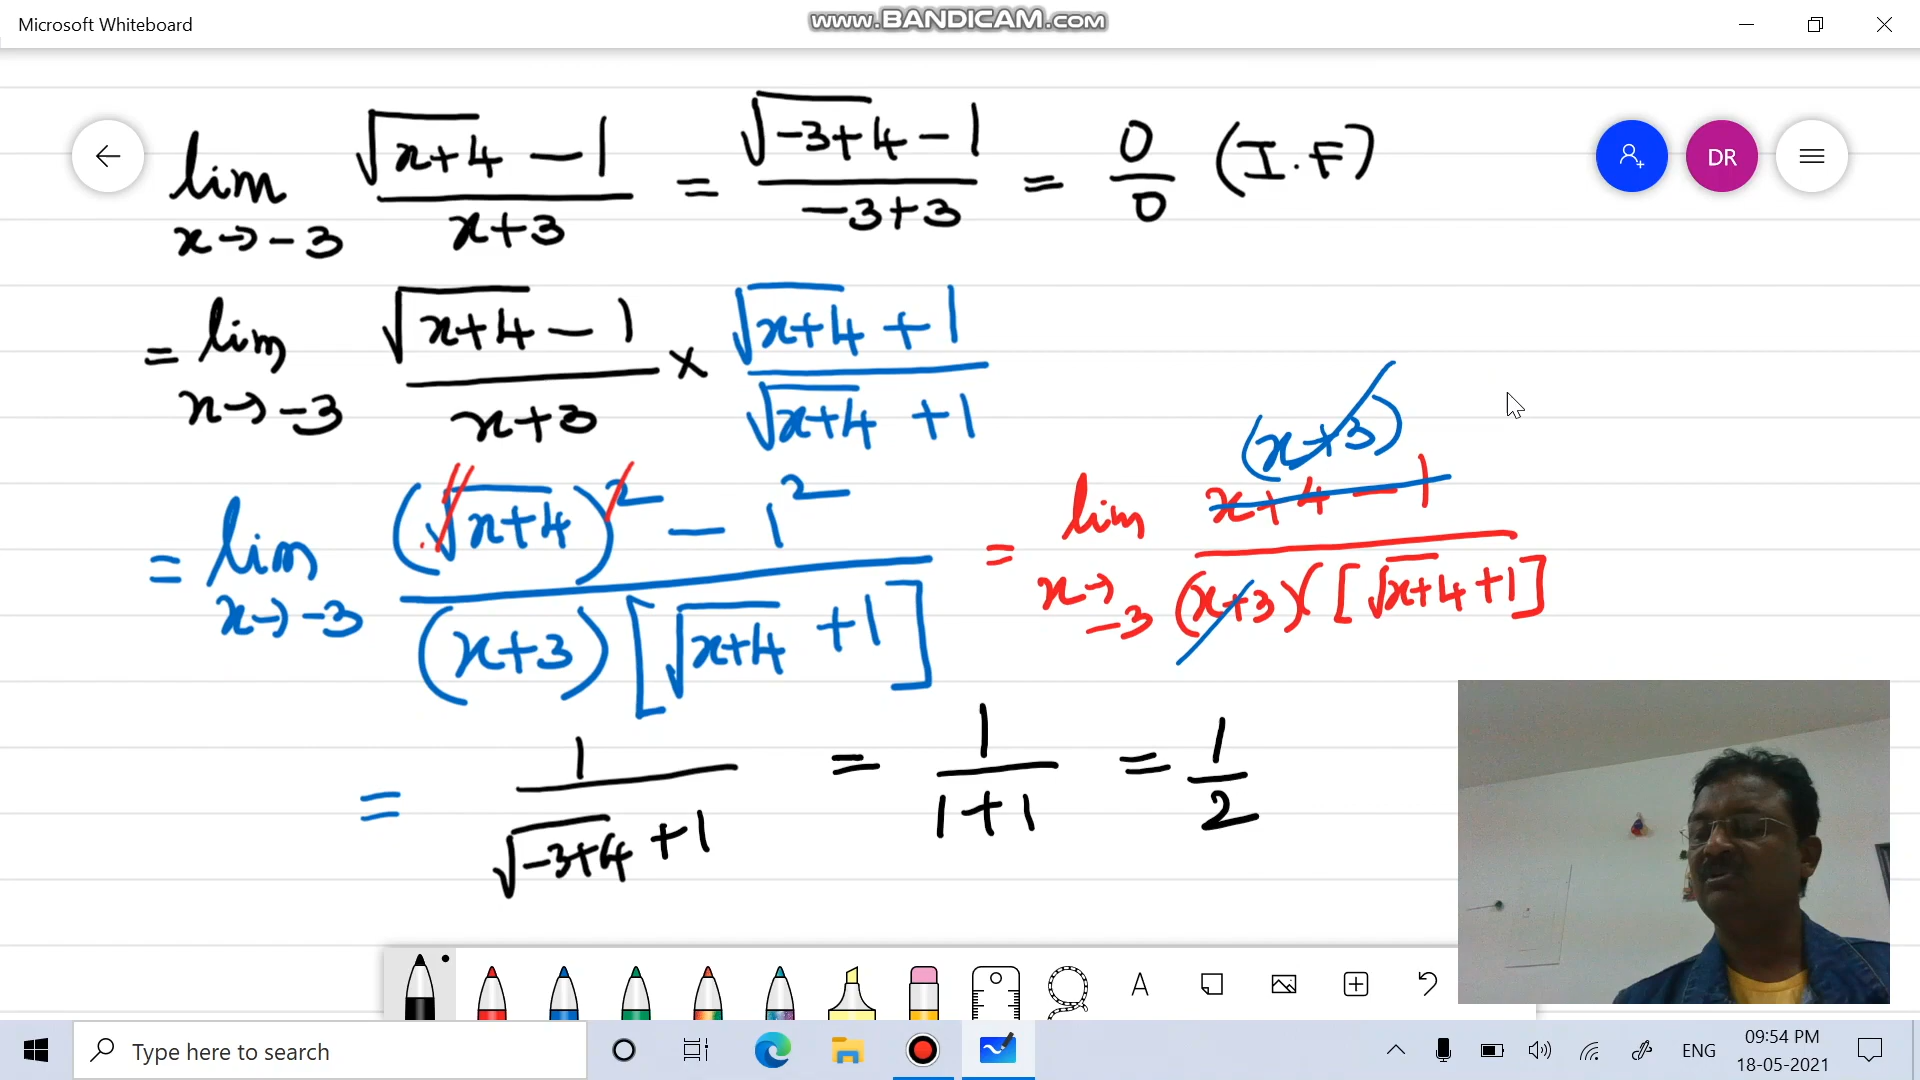 Microsoft Whiteboard
www.BANDICAM.com
lim x→-3 (√(x+4) - 1)/(x+3) = (√(-3+4) - 1)/(-3+3) = 0/0 (I.F)
DR
= lim x→-3 (√(x+4) - 1)/(x+3) × (√(x+4) + 1)/(√(x+4) + 1)
= lim x→-3 ((√(x+4))² - 1²)/((x+3)[√(x+4) + 1])
(x+3)
= lim x→-3 (x+4-1)/((x+3)([√(x+4) + 1])
= 1/(√(-3+4) + 1) = 1/(1+1) = 1/2
A
Type here to search
ENG
09:54 PM
18-05-2021